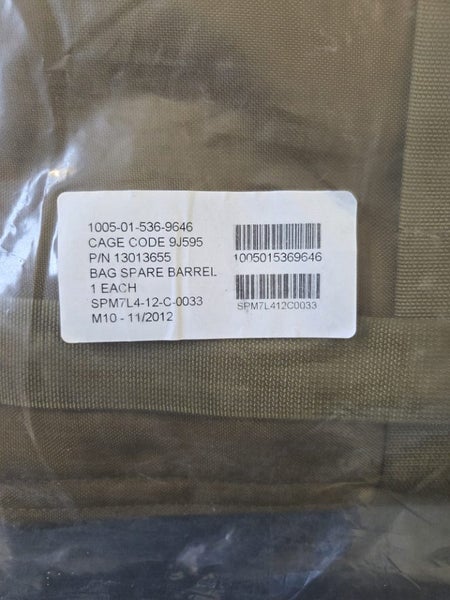 1005-01-536-9646
CAGE CODE 9J595
P/N 13013655
BAG SPARE BARREL
1 EACH
SPM7L4-12-C-0033
M10 - 11/2012
1005015369646
SPM7L412C0033